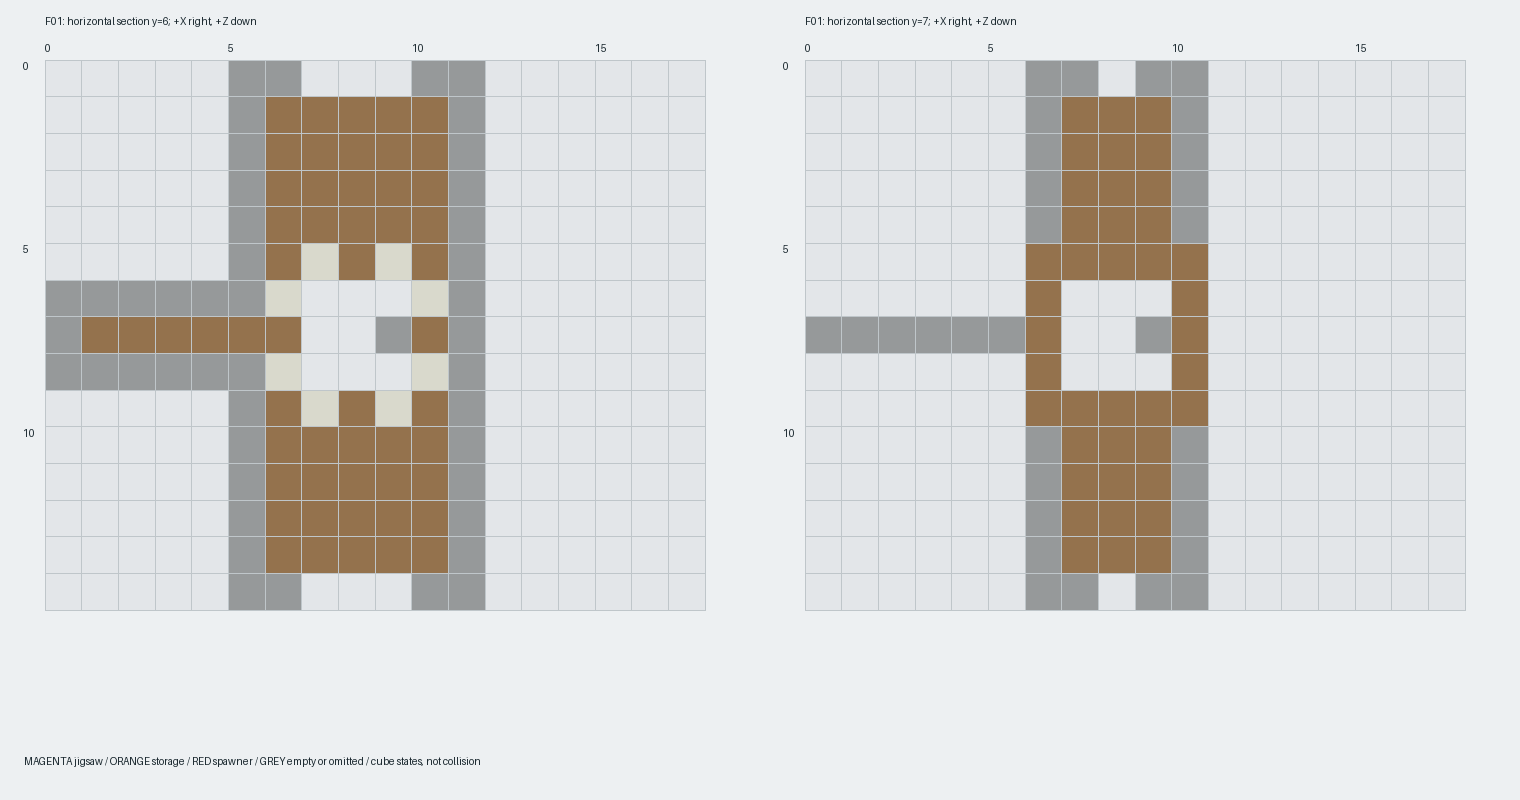 F01: horizontal section y=6; +X right, +Z down
F01: horizontal section y=7; +X right, +Z down
0 5 10 15
0 5 10 15
0
0
5
5
10
10
MAGENTA jigsaw / ORANGE storage / RED spawner / GREY empty or omitted / cube states, not collision